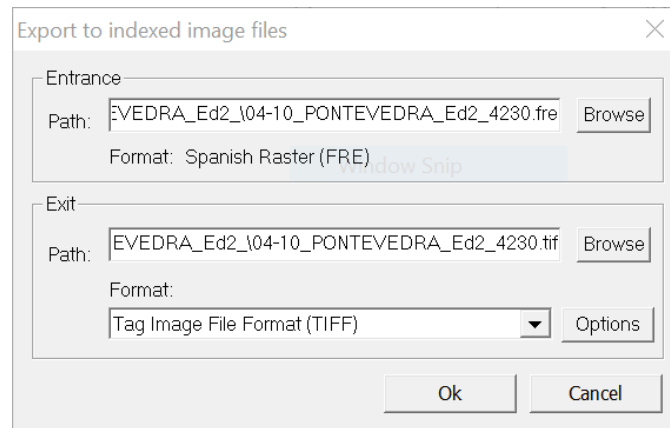 Export to indexed image files
Entrance
Path: EVEDRA_Ed2_\04-10_PONTEVEDRA_Ed2_4230.fre Browse
Format: Spanish Raster (FRE)
Window Snip
Exit
Path: EVEDRA_Ed2_\04-10_PONTEVEDRA_Ed2_4230.tif Browse
Format:
Tag Image File Format (TIFF) Options
Ok Cancel